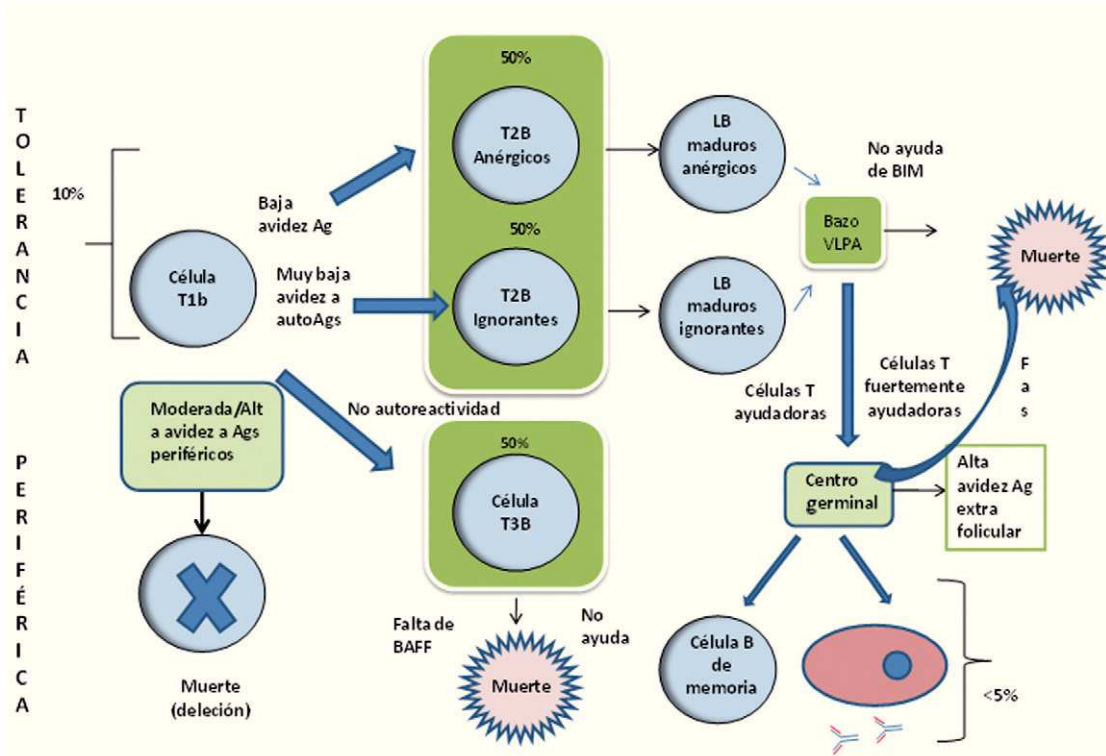 TOLERANCIA
PERIFÉRICA
10%
Célula
T1b
Baja
avidez Ag
Muy baja
avidez a
autoAgs
50%
T2B
Anérgicos
50%
T2B
Ignorantes
LB
maduros
anérgicos
LB
maduros
ignorantes
No ayuda
de BIM
Bazo
VLPA
Muerte
Moderada/Alt
a avidez a Ags
periféricos
No autoreactividad
Células T
ayudadoras
Células T
fuertemente
ayudadoras
Fas
50%
Célula
T3B
Centro
germinal
Alta
avidez Ag
extra
folicular
Muerte
(deleción)
Falta de
BAFF
No
ayuda
Muerte
Célula B
de
memoria
<5%